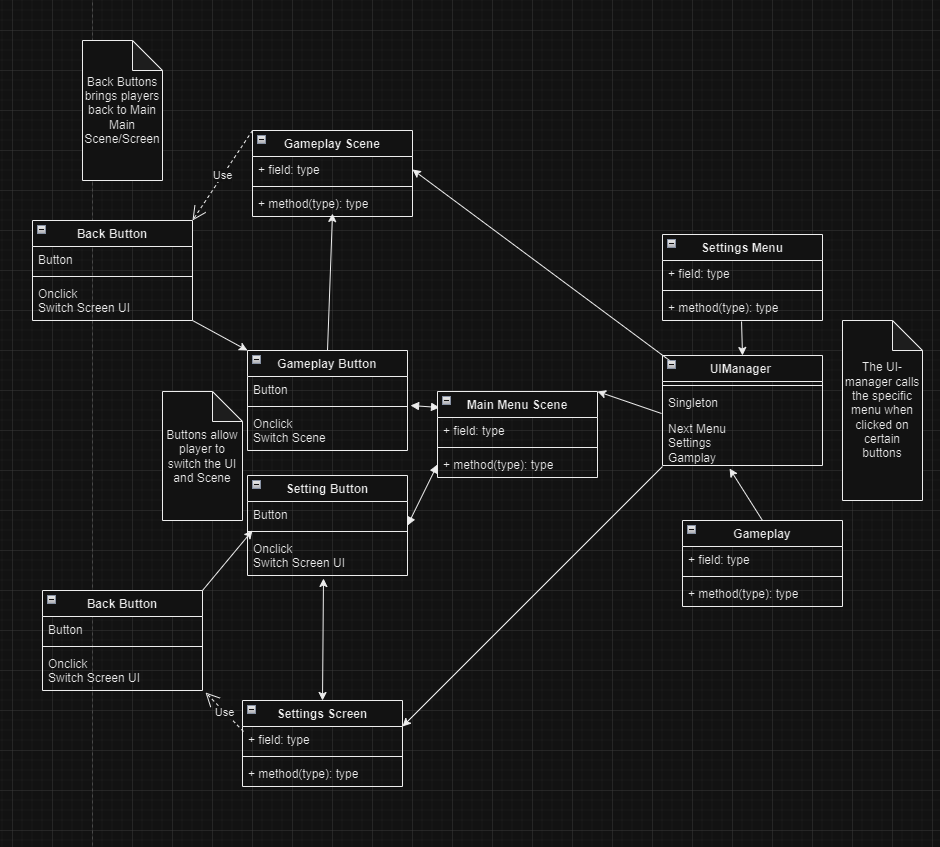 Back Buttons
brings players
back to Main
Main
Scene/Screen
Gameplay Scene
+ field: type
+ method(type): type
Use
Back Button
Button
Onclick
Switch Screen UI
Settings Menu
+ field: type
+ method(type): type
The UI-
manager calls
the specific
menu when
clicked on
certain
buttons
UIManager
Singleton
Next Menu
Settings
Gamplay
Gameplay Button
Button
Onclick
Switch Scene
Main Menu Scene
+ field: type
+ method(type): type
Buttons allow
player to
switch the UI
and Scene
Setting Button
Button
Onclick
Switch Screen UI
Gameplay
+ field: type
+ method(type): type
Back Button
Button
Onclick
Switch Screen UI
Use
Settings Screen
+ field: type
+ method(type): type